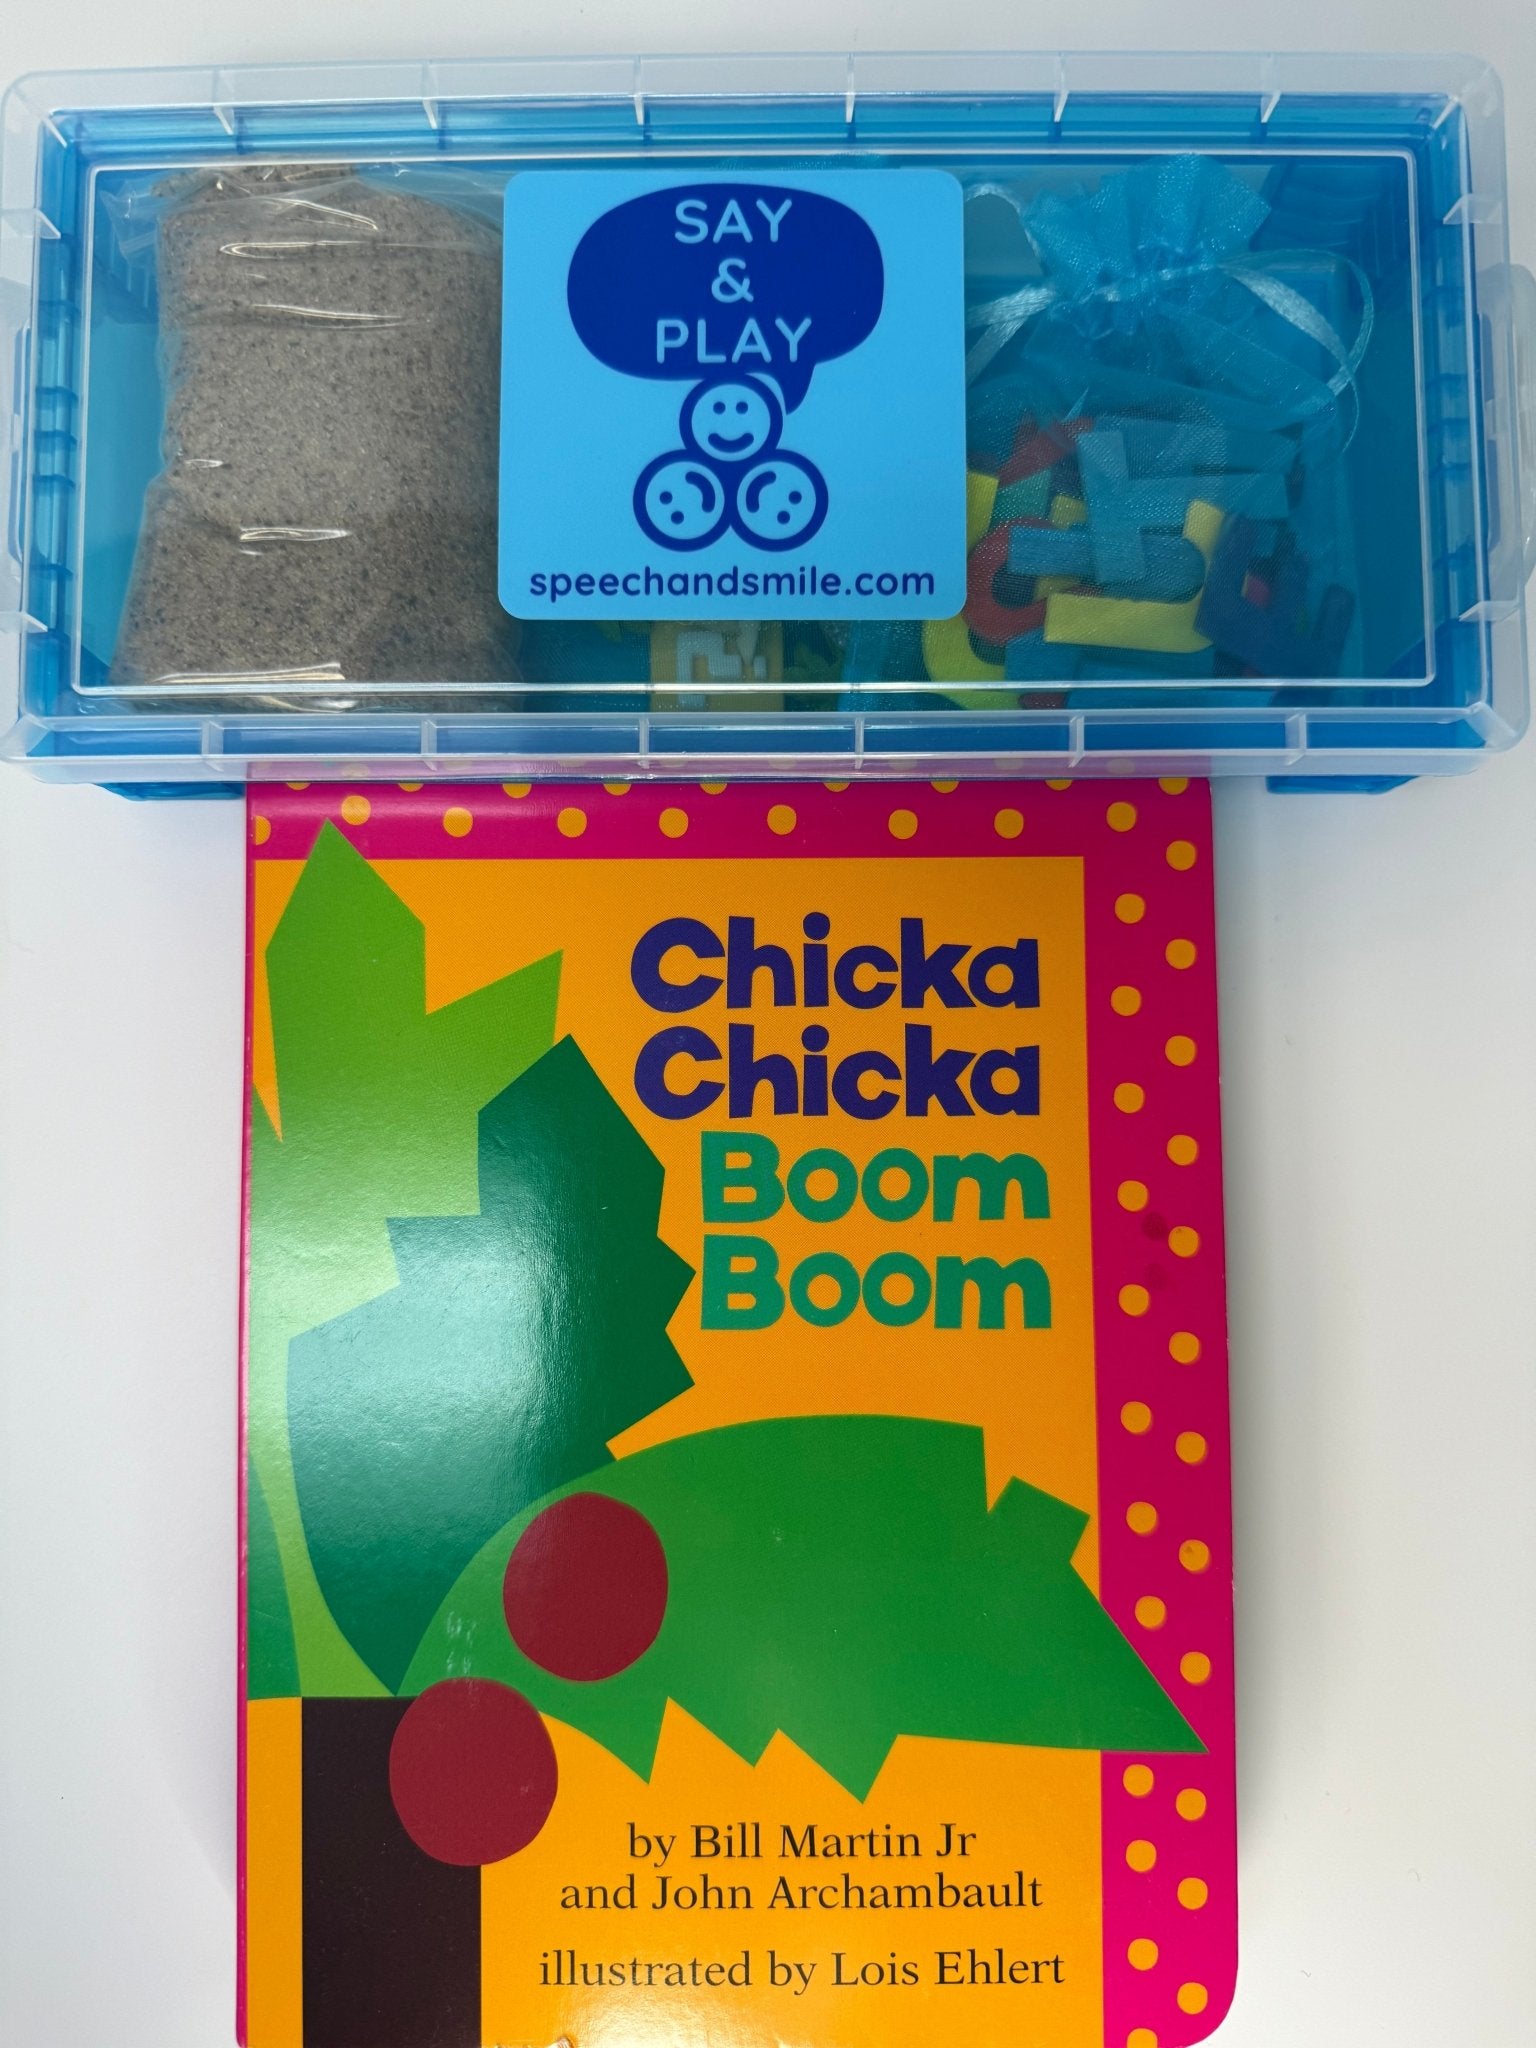 SAY
&
PLAY
speechandsmile.com
Chicka
Chicka
Boom
Boom
by Bill Martin Jr
and John Archambault
illustrated by Lois Ehlert